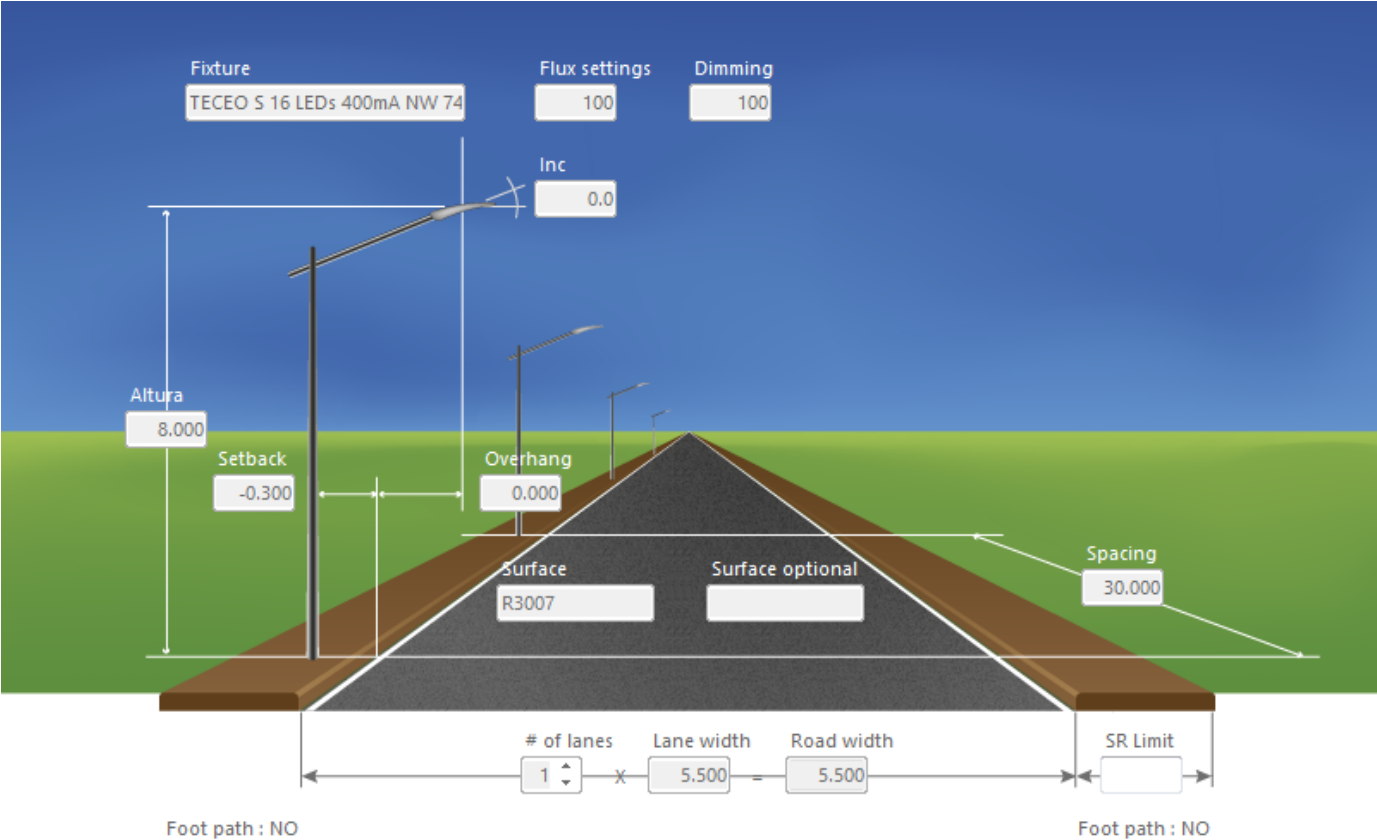 Fixture Flux settings Dimming
TECEO S 16 LEDs 400mA NW 74 100 100
Inc
0.0
Altura
8.000
Setback Overhang
-0.300 0.000
Spacing
30.000
Surface Surface optional
R3007
# of lanes Lane width Road width SR Limit
1 X 5.500 = 5.500
Foot path : NO Foot path : NO